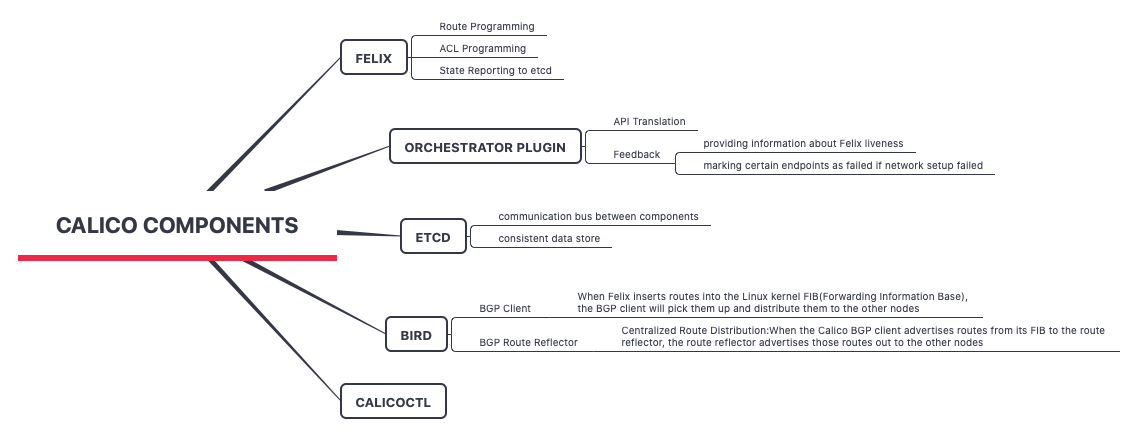 CALICO COMPONENTS
FELIX
Route Programming
ACL Programming
State Reporting to etcd
ORCHESTRATOR PLUGIN
API Translation
Feedback
providing information about Felix liveness
marking certain endpoints as failed if network setup failed
ETCD
communication bus between components
consistent data store
BIRD
BGP Client
When Felix inserts routes into the Linux kernel FIB(Forwarding Information Base),
the BGP client will pick them up and distribute them to the other nodes
BGP Route Reflector
Centralized Route Distribution:When the Calico BGP client advertises routes from its FIB to the route
reflector, the route reflector advertises those routes out to the other nodes
CALICOCTL